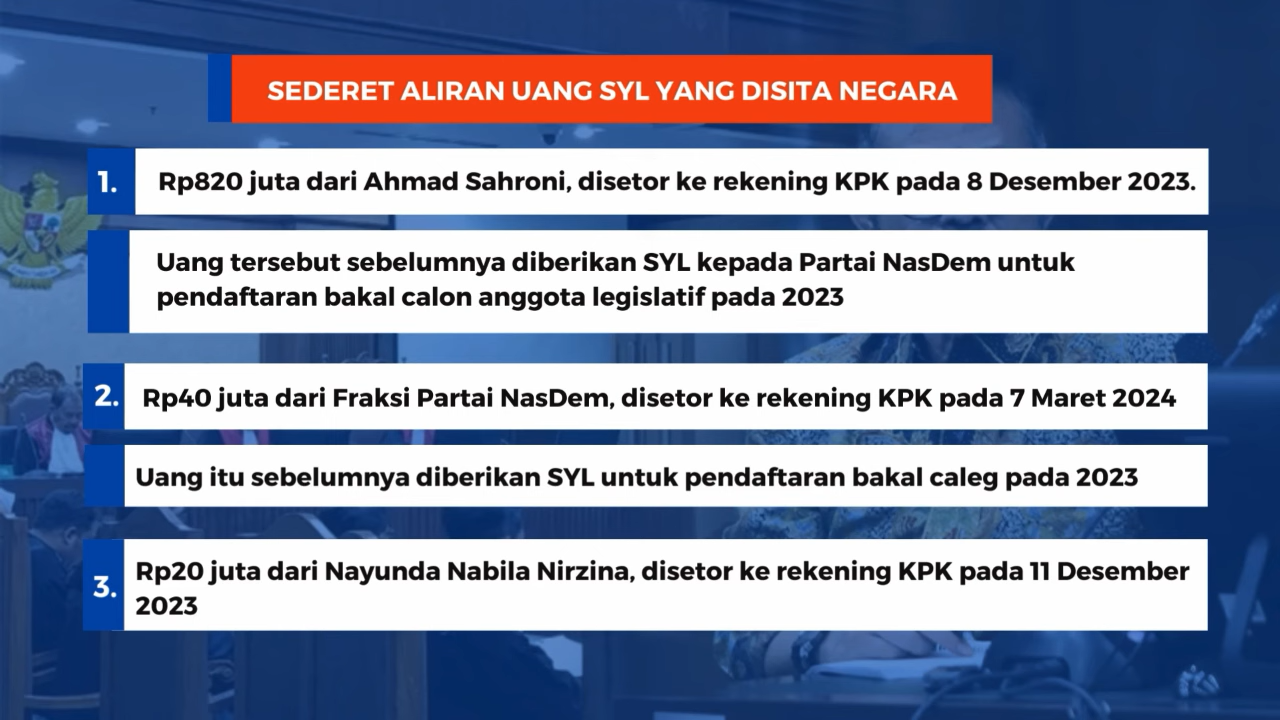 SEDERET ALIRAN UANG SYL YANG DISITA NEGARA
1. Rp820 juta dari Ahmad Sahroni, disetor ke rekening KPK pada 8 Desember 2023.
Uang tersebut sebelumnya diberikan SYL kepada Partai NasDem untuk
pendaftaran bakal calon anggota legislatif pada 2023
2. Rp40 juta dari Fraksi Partai NasDem, disetor ke rekening KPK pada 7 Maret 2024
Uang itu sebelumnya diberikan SYL untuk pendaftaran bakal caleg pada 2023
3. Rp20 juta dari Nayunda Nabila Nirzina, disetor ke rekening KPK pada 11 Desember
2023